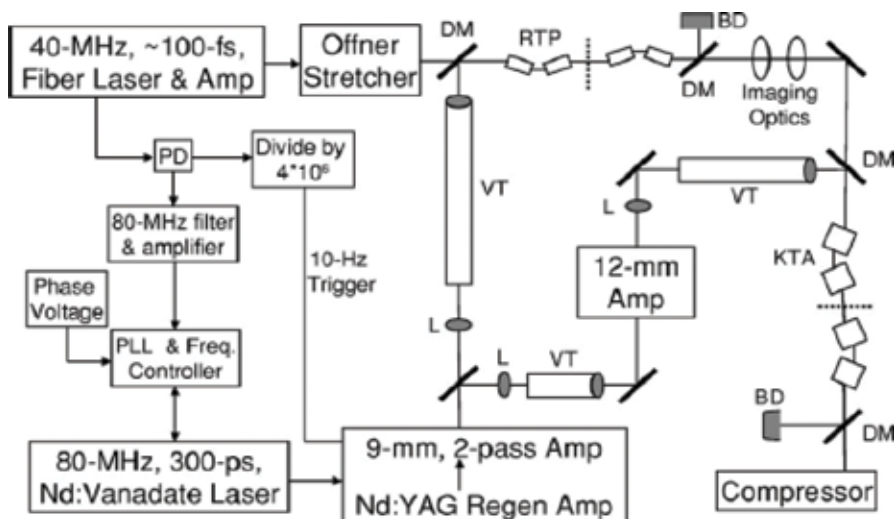 40-MHz, ~100-fs,
Fiber Laser & Amp
Offner
Stretcher
DM
RTP
BD
DM
Imaging
Optics
DM
PD
Divide by
4*10⁶
VT
VT
L
80-MHz filter
& amplifier
10-Hz
Trigger
12-mm
Amp
KTA
Phase
Voltage
L
PLL & Freq.
Controller
L
VT
BD
DM
80-MHz, 300-ps,
Nd:Vanadate Laser
9-mm, 2-pass Amp
Nd:YAG Regen Amp
Compressor